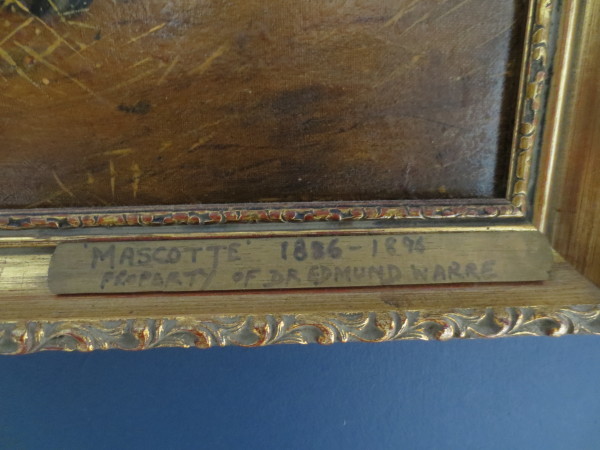 'MASCOTTE' 1886-1894
PROPERTY OF DR EDMUND WARRE